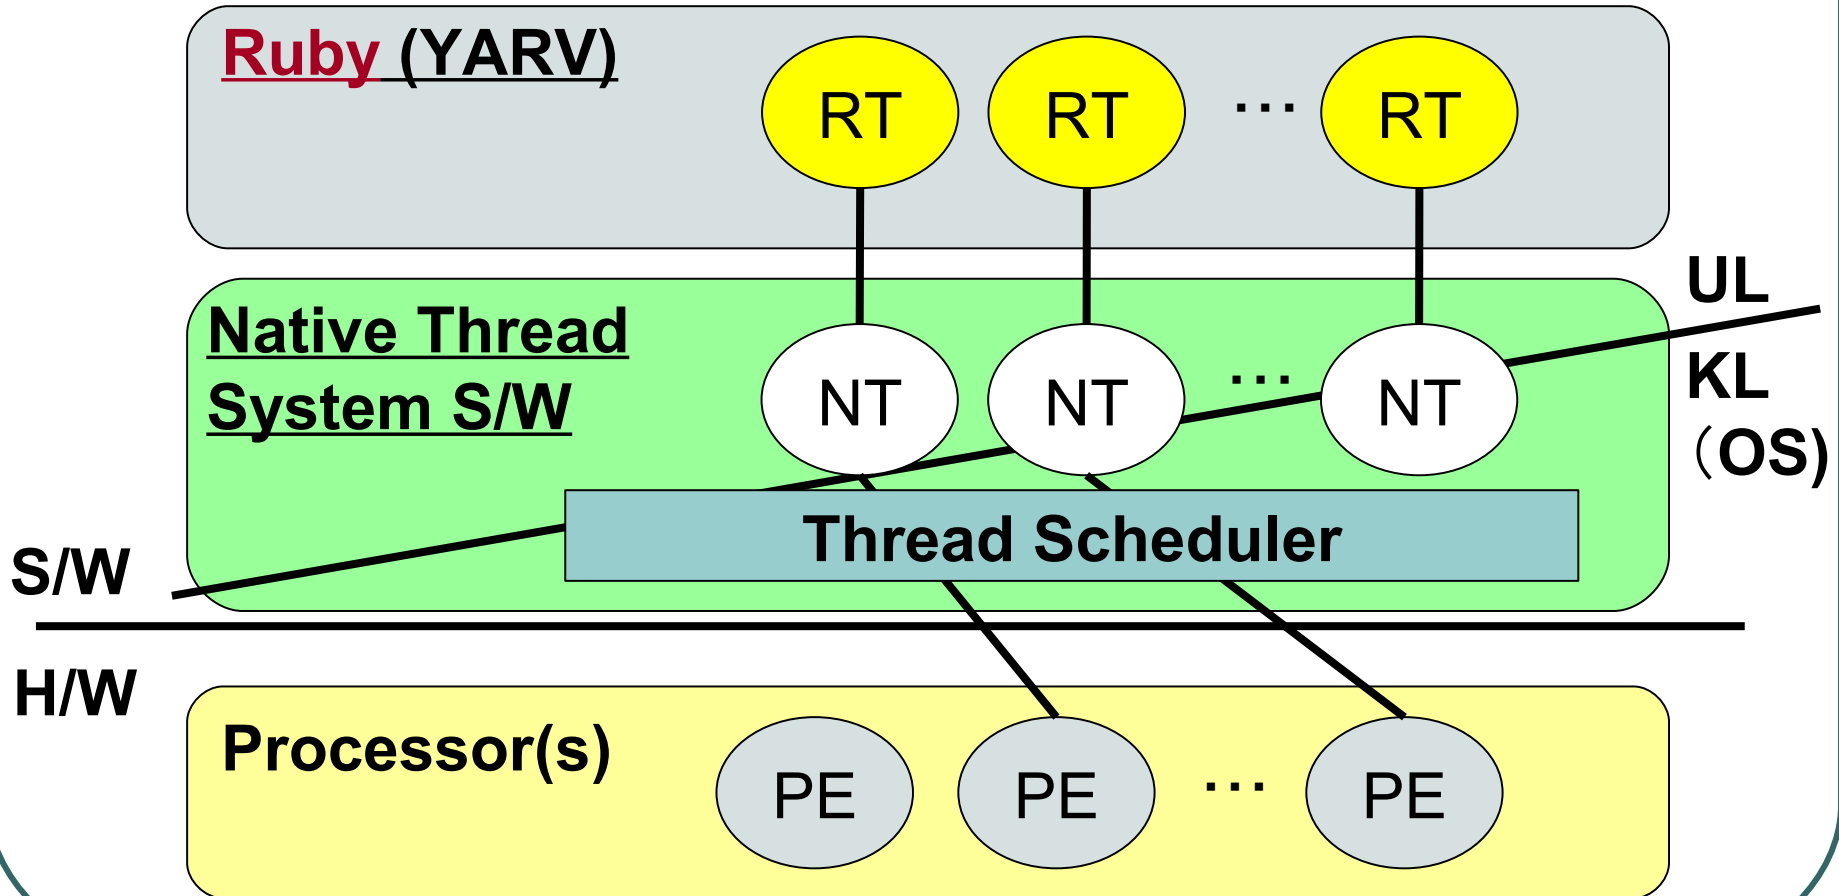 Ruby (YARV)
RT RT ... RT
UL
Native Thread
System S/W
NT NT ... NT
KL
（OS)
Thread Scheduler
S/W
H/W
Processor(s)
PE PE ... PE